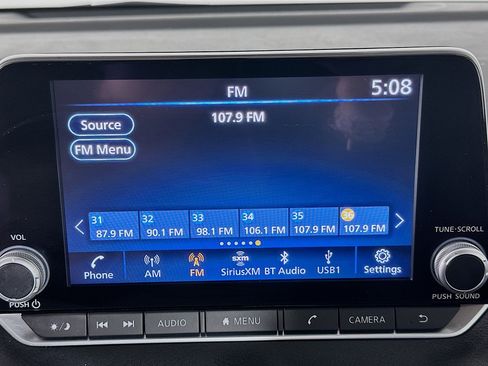 FM 5:08
107.9 FM
Source
FM Menu
31 32 33 34 35 36
87.9 FM 90.1 FM 98.1 FM 106.1 FM 107.9 FM 107.9 FM
Phone AM FM SXM SiriusXM BT Audio USB1 Settings
VOL
PUSH
TUNE·SCROLL
PUSH SOUND
AUDIO MENU CAMERA